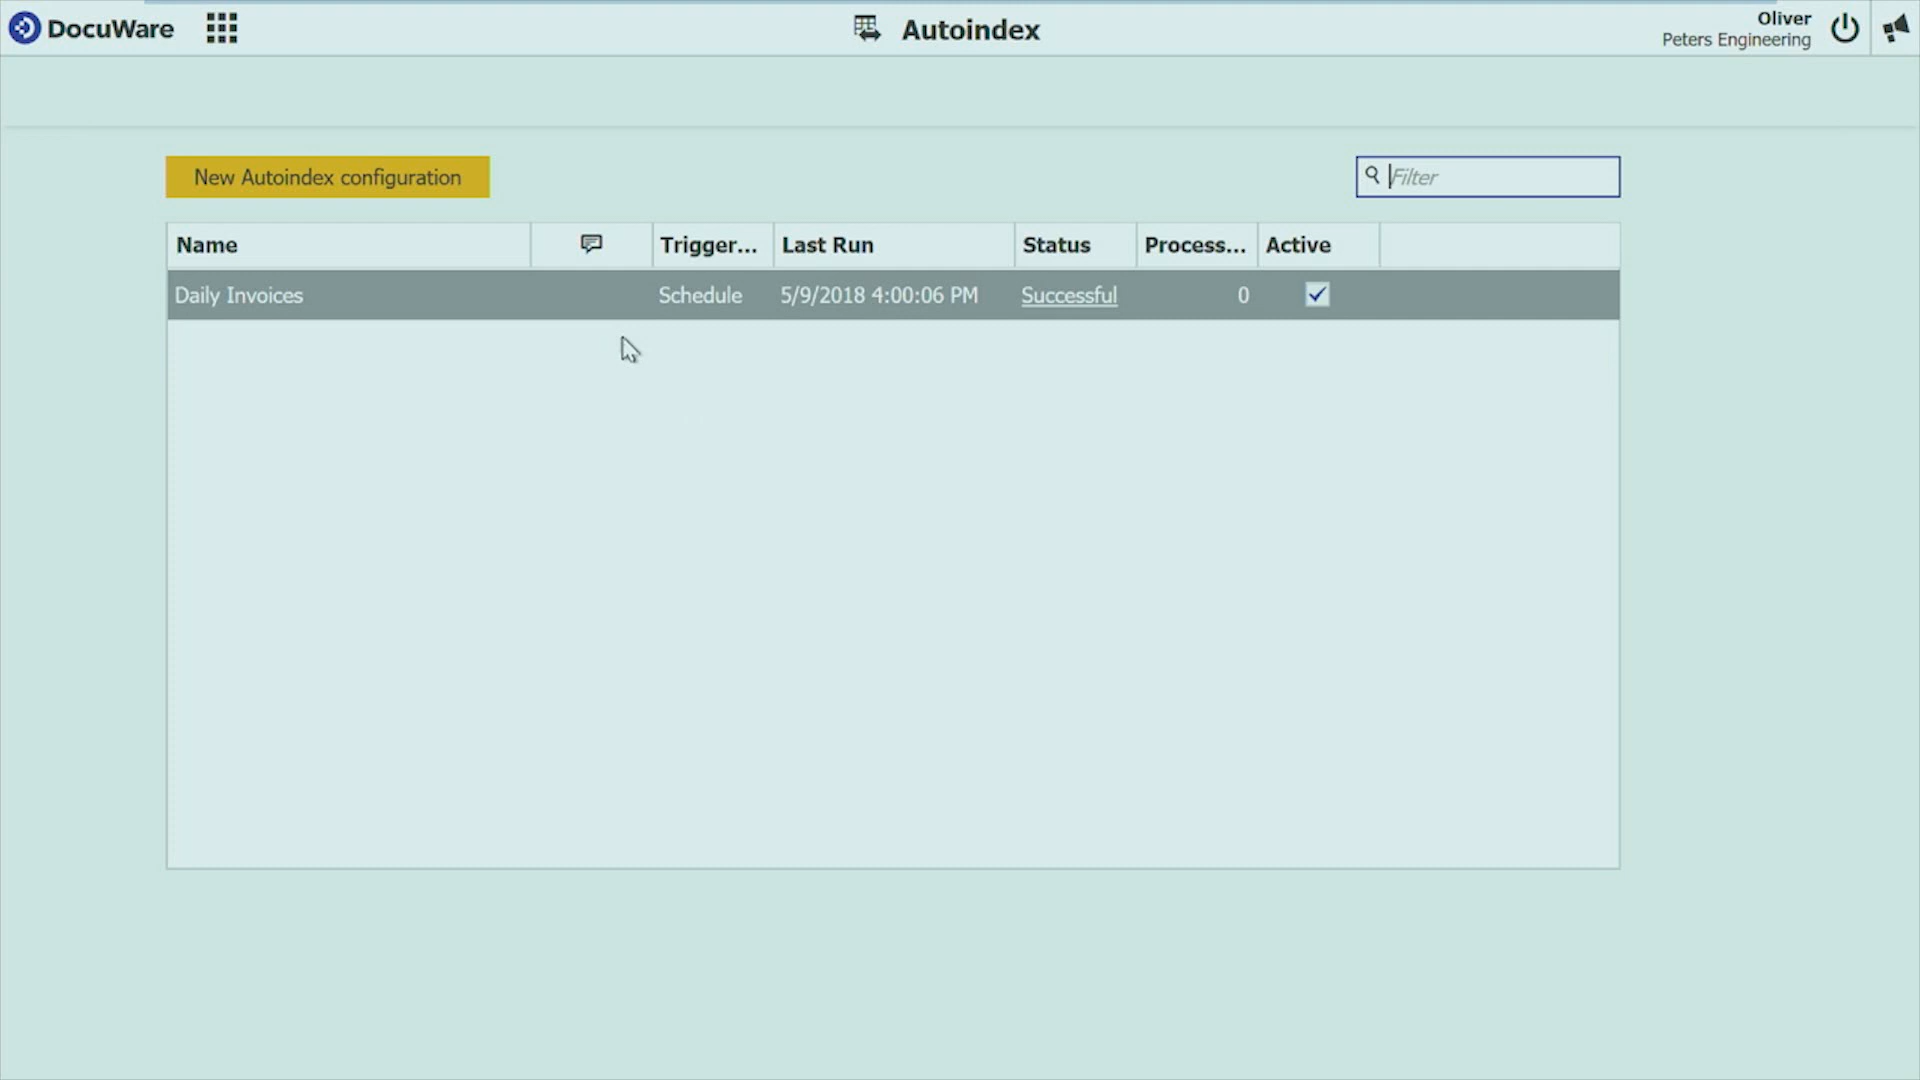 DocuWare
Autoindex
Oliver
Peters Engineering
New Autoindex configuration
Filter
Name Trigger... Last Run Status Process... Active
Daily Invoices Schedule 5/9/2018 4:00:06 PM Successful 0